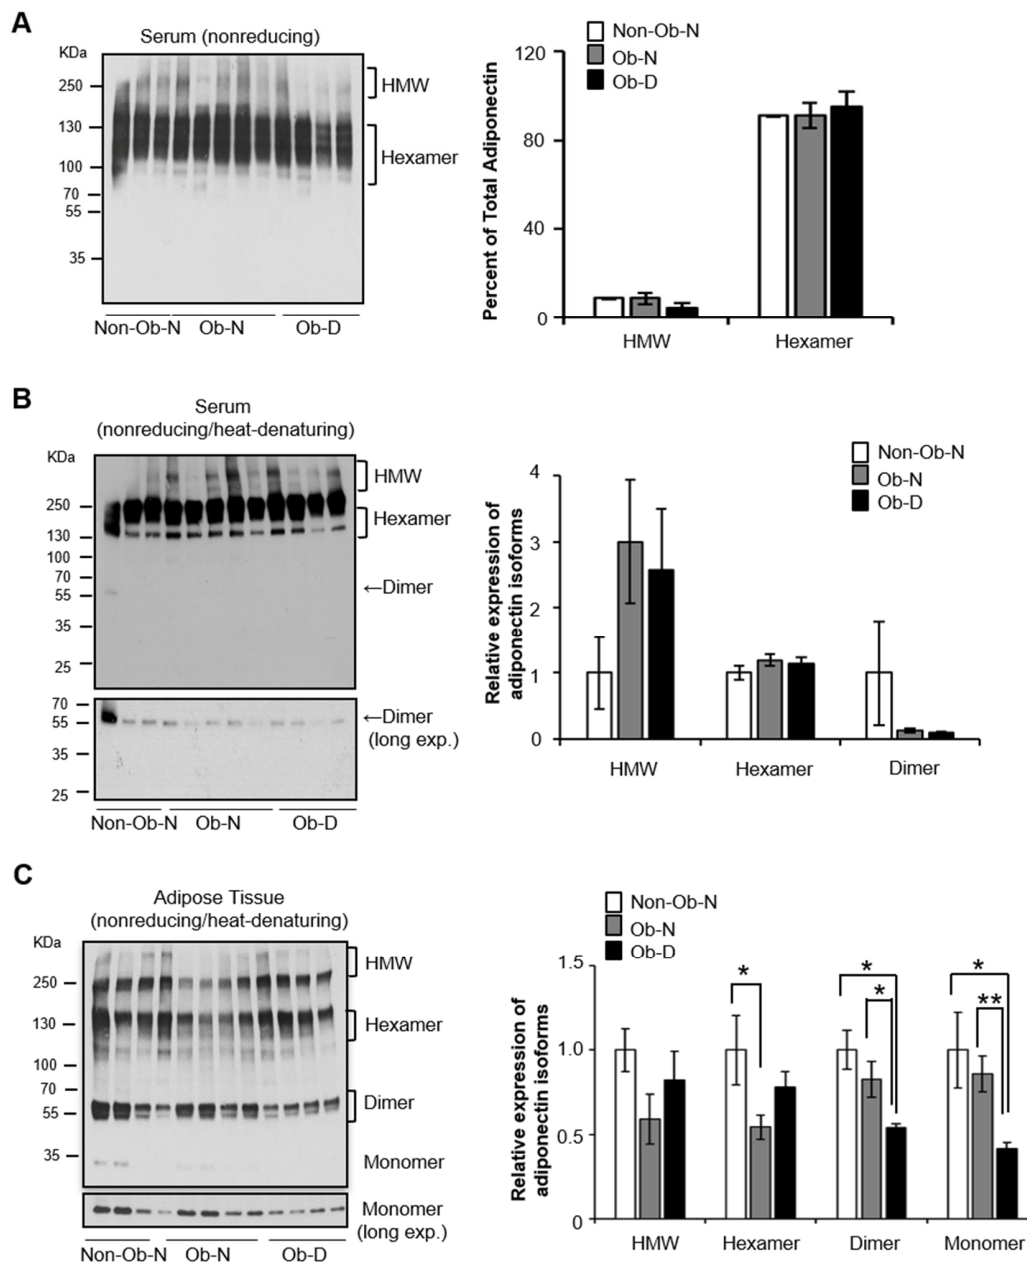 A
Serum (nonreducing)
KDa
250
130
100
70
55
35
HMW
Hexamer
Non-Ob-N Ob-N Ob-D
Non-Ob-N
Ob-N
Ob-D
Percent of Total Adiponectin
120
80
40
0
HMW Hexamer
B
Serum
(nonreducing/heat-denaturing)
KDa
250
130
100
70
55
35
25
HMW
Hexamer
←Dimer
70
55
35
25
←Dimer
(long exp.)
Non-Ob-N Ob-N Ob-D
Non-Ob-N
Ob-N
Ob-D
Relative expression of
adiponectin isoforms
4
3
2
1
0
HMW Hexamer Dimer
C
Adipose Tissue
(nonreducing/heat-denaturing)
KDa
250
130
100
70
55
35
HMW
Hexamer
Dimer
Monomer
Monomer
(long exp.)
Non-Ob-N Ob-N Ob-D
Non-Ob-N
Ob-N
Ob-D
Relative expression of
adiponectin isoforms
1.5
1.0
0.5
0
* * * * **
HMW Hexamer Dimer Monomer